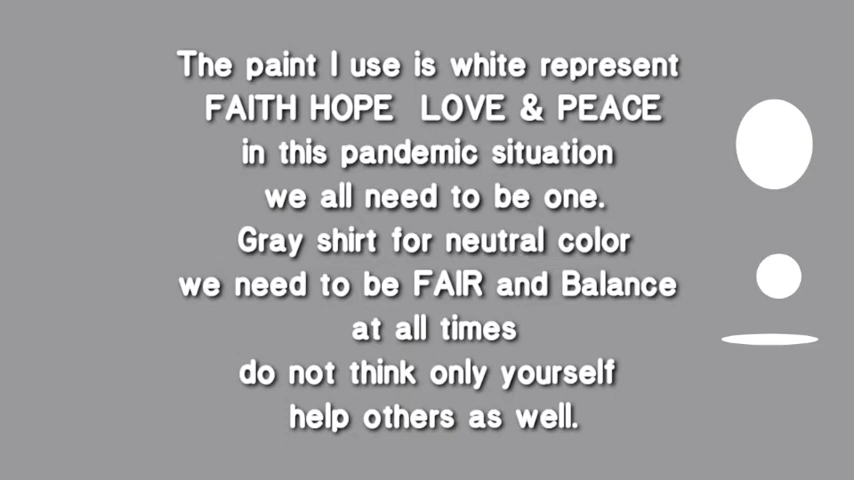 The paint I use is white represent
FAITH HOPE LOVE & PEACE
in this pandemic situation
we all need to be one.
Gray shirt for neutral color
we need to be FAIR and Balance
at all times
do not think only yourself
help others as well.